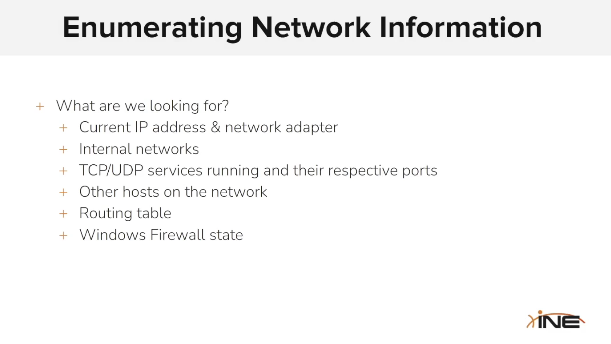 Enumerating Network Information
+ What are we looking for?
+ Current IP address & network adapter
+ Internal networks
+ TCP/UDP services running and their respective ports
+ Other hosts on the network
+ Routing table
+ Windows Firewall state
INE